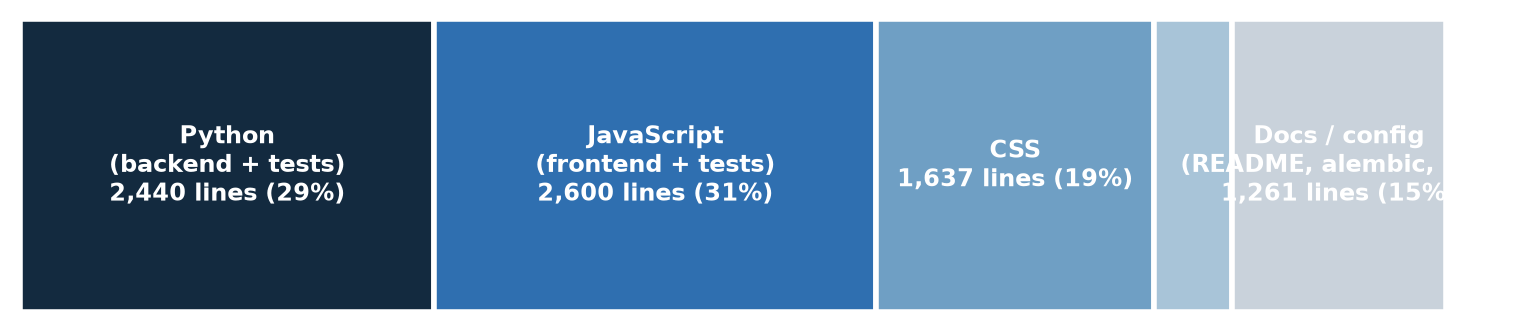 Python
(backend + tests)
2,440 lines (29%)
JavaScript
(frontend + tests)
2,600 lines (31%)
CSS
1,637 lines (19%)
Docs / config
(README, alembic,
1,261 lines (15%